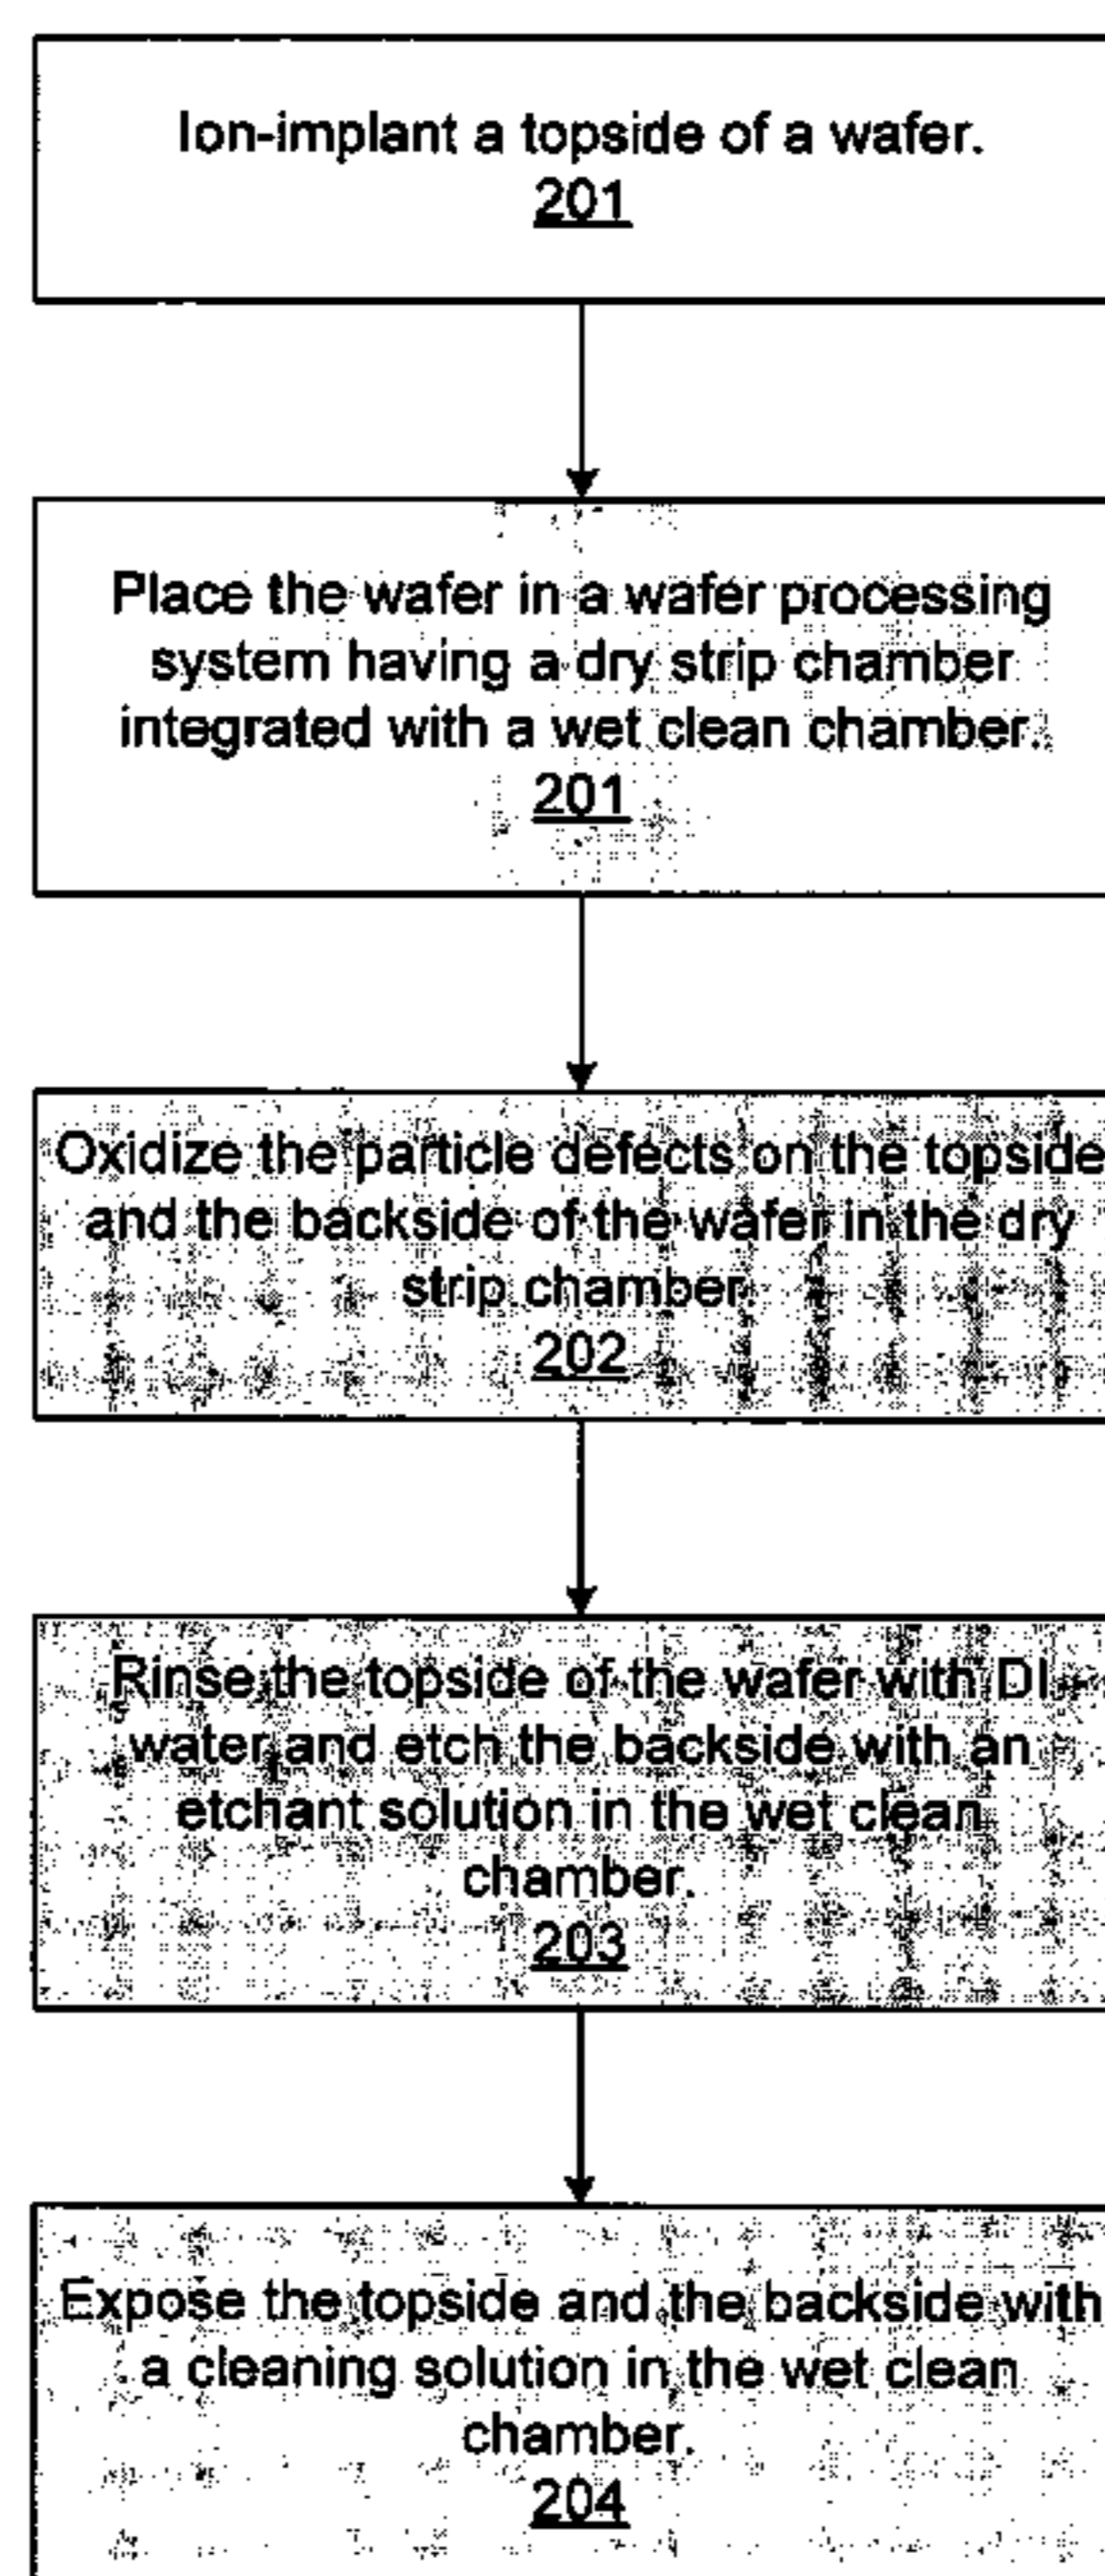 Ion-implant a topside of a wafer.
201
Place the wafer in a wafer processing
system having a dry strip chamber
integrated with a wet clean chamber.
201
Oxidize the particle defects on the topside
and the backside of the wafer in the dry
strip chamber.
202
Rinse the topside of the wafer with DI
water and etch the backside with an
etchant solution in the wet clean
chamber.
203
Expose the topside and the backside with
a cleaning solution in the wet clean
chamber.
204